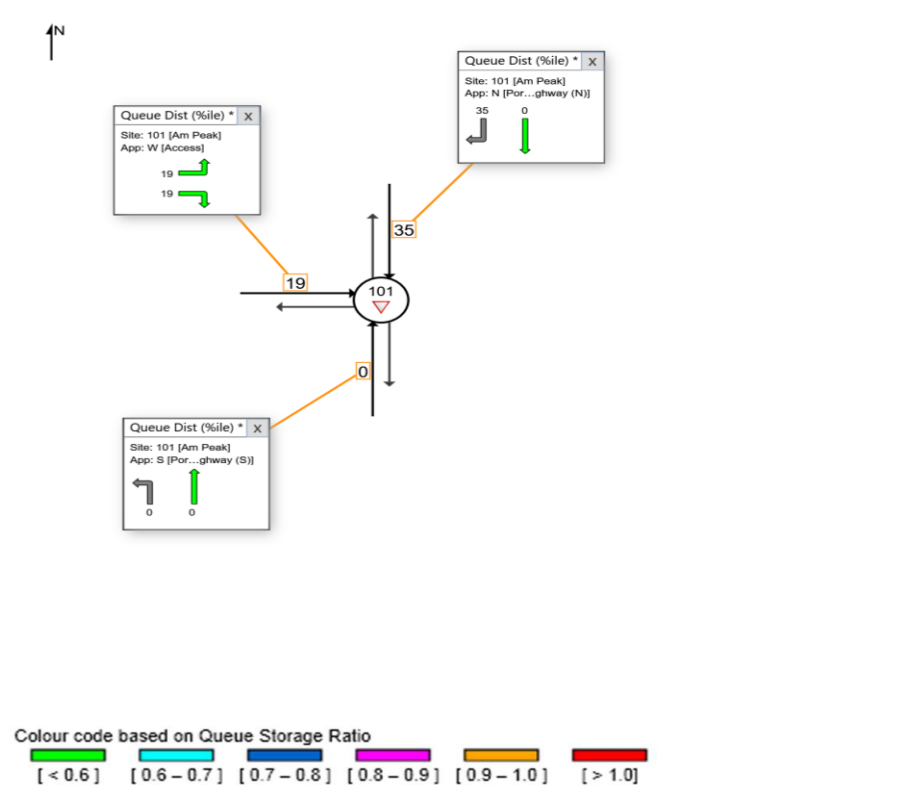 N
Queue Dist (%ile) * x
Site: 101 [Am Peak]
App: N [Por...ghway (N)]
35 0
Queue Dist (%ile) * x
Site: 101 [Am Peak]
App: W [Access]
19
19
35
19
101
0
Queue Dist (%ile) * x
Site: 101 [Am Peak]
App: S [Por...ghway (S)]
0 0
Colour code based on Queue Storage Ratio
[ < 0.6 ] [ 0.6 – 0.7 ] [ 0.7 – 0.8 ] [ 0.8 – 0.9 ] [ 0.9 – 1.0 ] [ > 1.0]